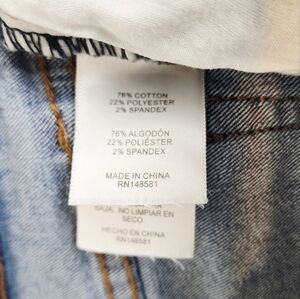 76% COTTON
22% POLYESTER
2% SPANDEX
76% ALGODÓN
22% POLIÉSTER
2% SPANDEX
MADE IN CHINA
RN148581
BAJA. NO LIMPIAR EN
SECO.
HECHO EN CHINA
RN148581